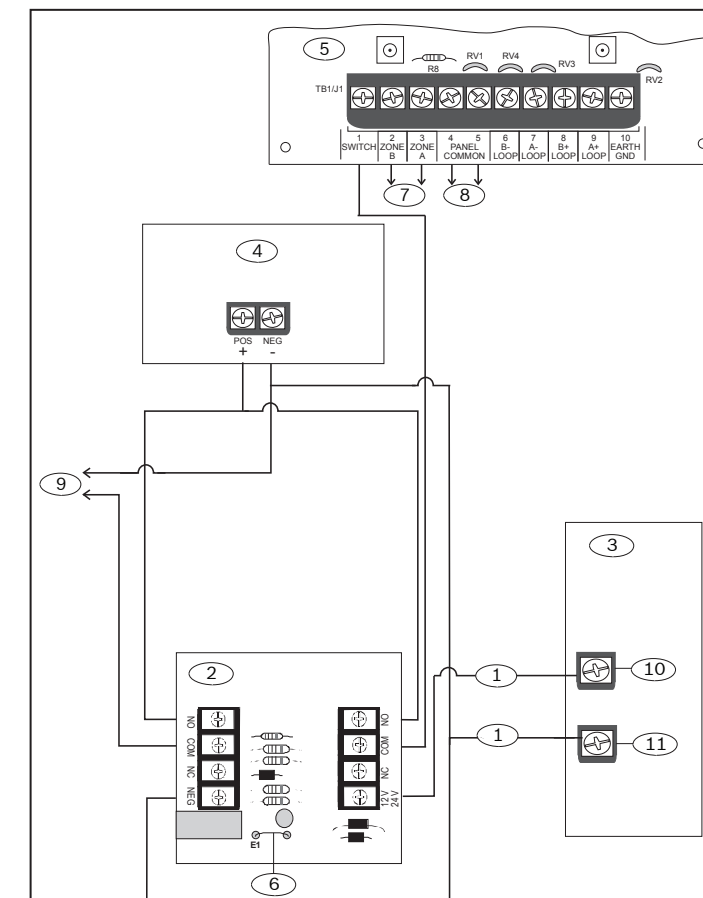 5
RV1
RV4
RV3
R8
RV2
TB1/J1
1
SWITCH
2
ZONE
B
3
ZONE
A
4 5
PANEL
COMMON
6
B-
LOOP
7
A-
LOOP
8
B+
LOOP
9
A+
LOOP
10
EARTH
GND
7
8
4
POS
+
NEG
-
9
3
2
1
10
1
11
NO
COM
NC
NEG
NO
COM
NC
12V
24V
E1
6